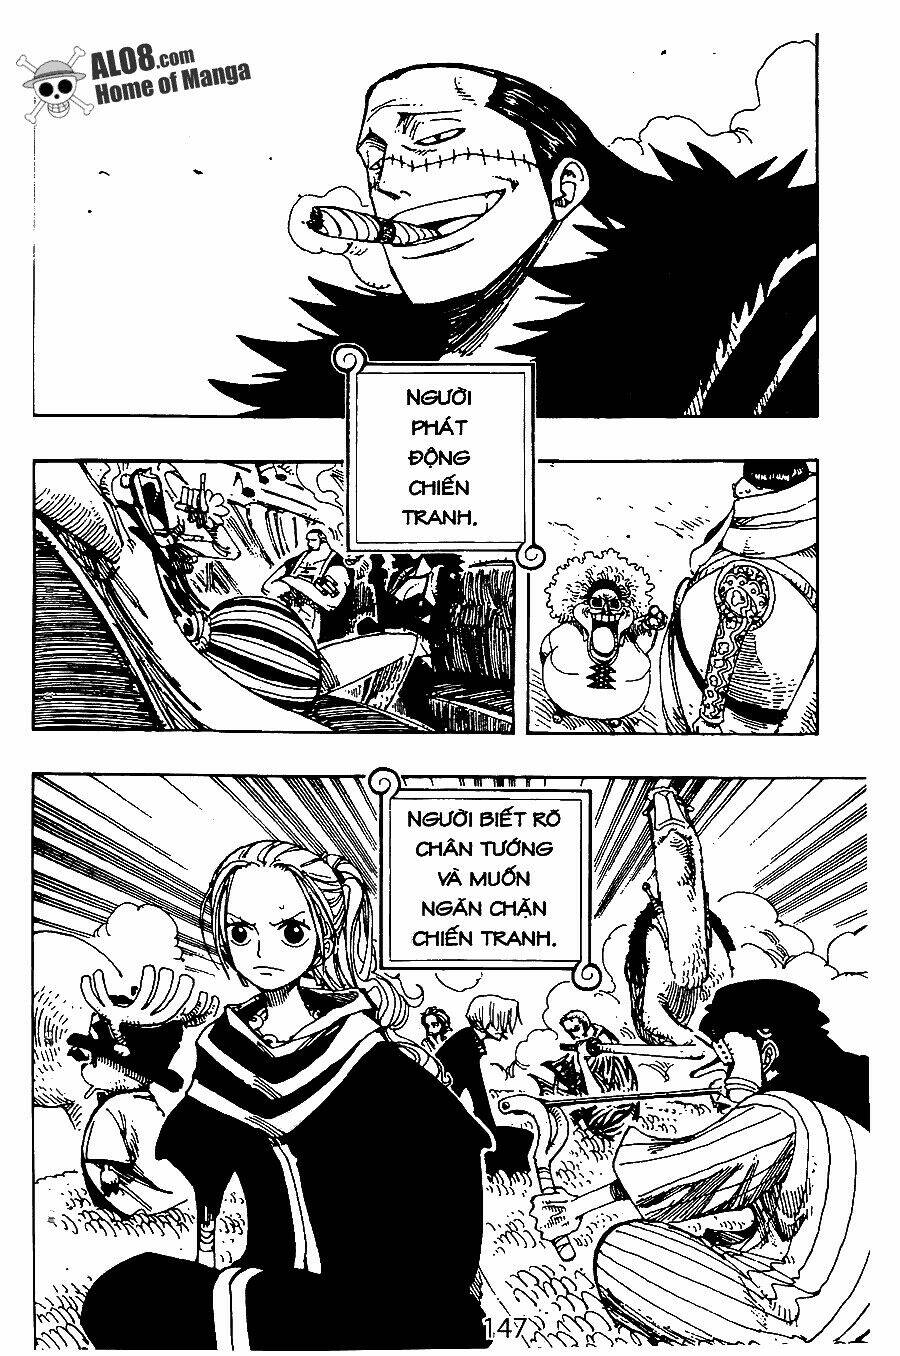 ALO8.com
Home of Manga
NGƯỜI
PHÁT
ĐỘNG
CHIẾN
TRANH.
NGƯỜI BIẾT RÕ
CHÂN TƯỚNG
VÀ MUỐN
NGĂN CHẶN
CHIẾN TRANH.
147